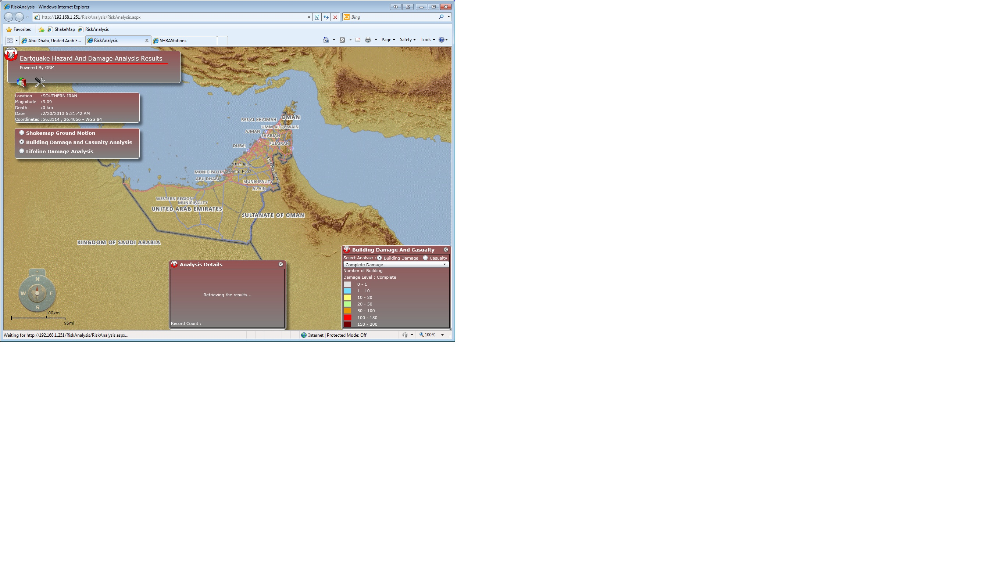 RiskAnalysis - Windows Internet Explorer
http://192.168.1.251/RiskAnalysis/RiskAnalysis.aspx
Bing
Favorites
ShakeMap
RiskAnalysis
Abu Dhabi, United Arab E...
RiskAnalysis
SHRAStations
Page
Safety
Tools
Eartquake Hazard And Damage Analysis Results
Powered By GRM
Location :SOUTHERN IRAN
Magnitude :3.09
Depth :0 km
Date :2/20/2013 5:21:42 AM
Coordinates :56.8114 , 26.4056 - WGS 84
Shakemap Ground Motion
Building Damage and Casualty Analysis
Lifeline Damage Analysis
OMAN
RAS AL KHAIMAH
UMM AL QUWAIN
AJMAN
SHARJAH
FUJAIRAH
DUBAI
Ajban Road
Sweihan Road
Emirates Street
MUNICIPALITY
ABU DHABI
MUNICIPALITY
AL AIN
WESTERN REGION
MUNICIPALITY
UNITED ARAB EMIRATES
SULTANATE OF OMAN
KINGDOM OF SAUDI ARABIA
N
W E
S
100km
95mi
Analysis Details
Retrieving the results...
Record Count :
Building Damage And Casualty
Select Analyse : Building Damage Casualty
Complete Damage
Number of Building
Damage Level : Complete
0 - 1
1 - 10
10 - 20
20 - 50
50 - 100
100 - 150
150 - 200
Waiting for http://192.168.1.251/RiskAnalysis/RiskAnalysis.aspx...
Internet | Protected Mode: Off
100%